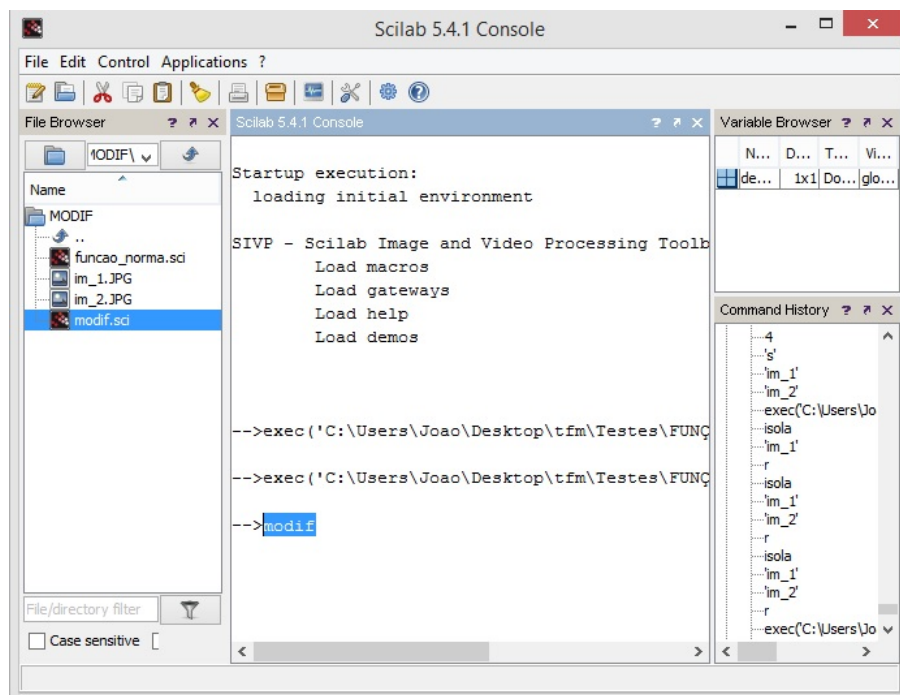 Scilab 5.4.1 Console
File Edit Control Applications ?
File Browser ? X
MODIF\
Name
MODIF
..
funcao_norma.sci
im_1.JPG
im_2.JPG
modif.sci
File/directory filter
Case sensitive
Scilab 5.4.1 Console ? X
Startup execution:
loading initial environment
SIVP - Scilab Image and Video Processing Toolb
Load macros
Load gateways
Load help
Load demos
-->exec('C:\Users\Joao\Desktop\tfm\Testes\FUNÇ
-->exec('C:\Users\Joao\Desktop\tfm\Testes\FUNÇ
-->modif
Variable Browser ? X
N... D... T... Vi...
de... 1x1 Do... glo...
Command History ? X
4
's'
'im_1'
'im_2'
exec('C:\Users\Jo
isola
'im_1'
r
isola
'im_1'
'im_2'
r
isola
'im_1'
'im_2'
r
exec('C:\Users\Jo